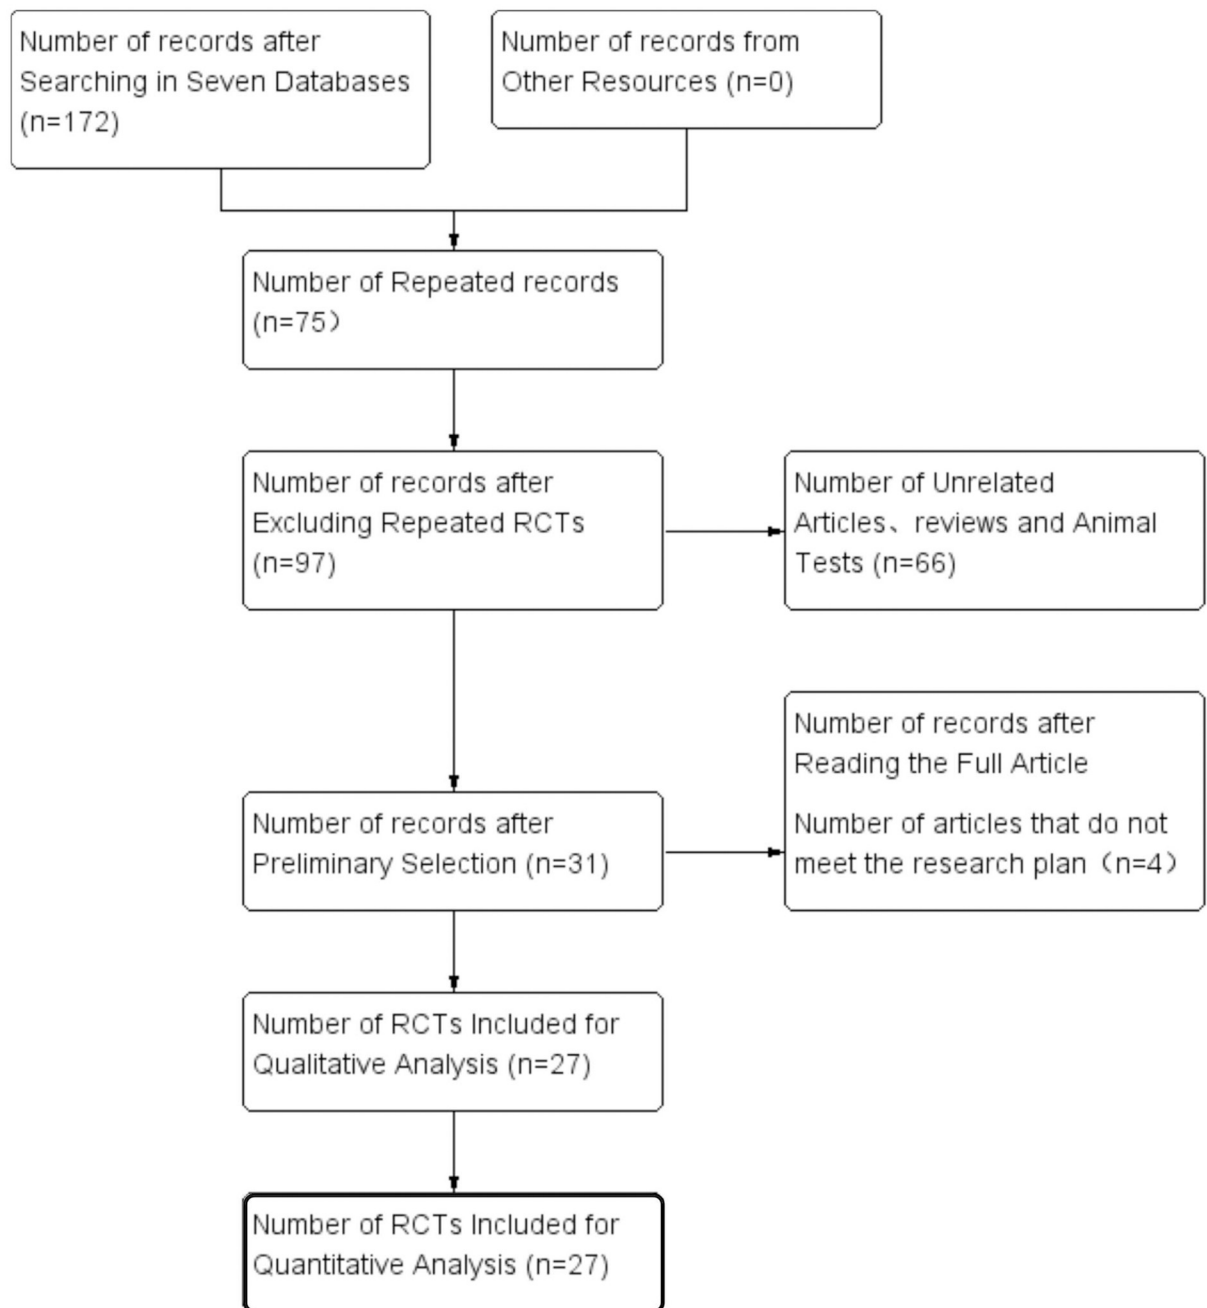 Number of records after
Searching in Seven Databases
(n=172)
Number of records from
Other Resources (n=0)
Number of Repeated records
(n=75）
Number of records after
Excluding Repeated RCTs
(n=97)
Number of Unrelated
Articles、reviews and Animal
Tests (n=66)
Number of records after
Reading the Full Article
Number of articles that do not
meet the research plan（n=4）
Number of records after
Preliminary Selection (n=31)
Number of RCTs Included for
Qualitative Analysis (n=27)
Number of RCTs Included for
Quantitative Analysis (n=27)